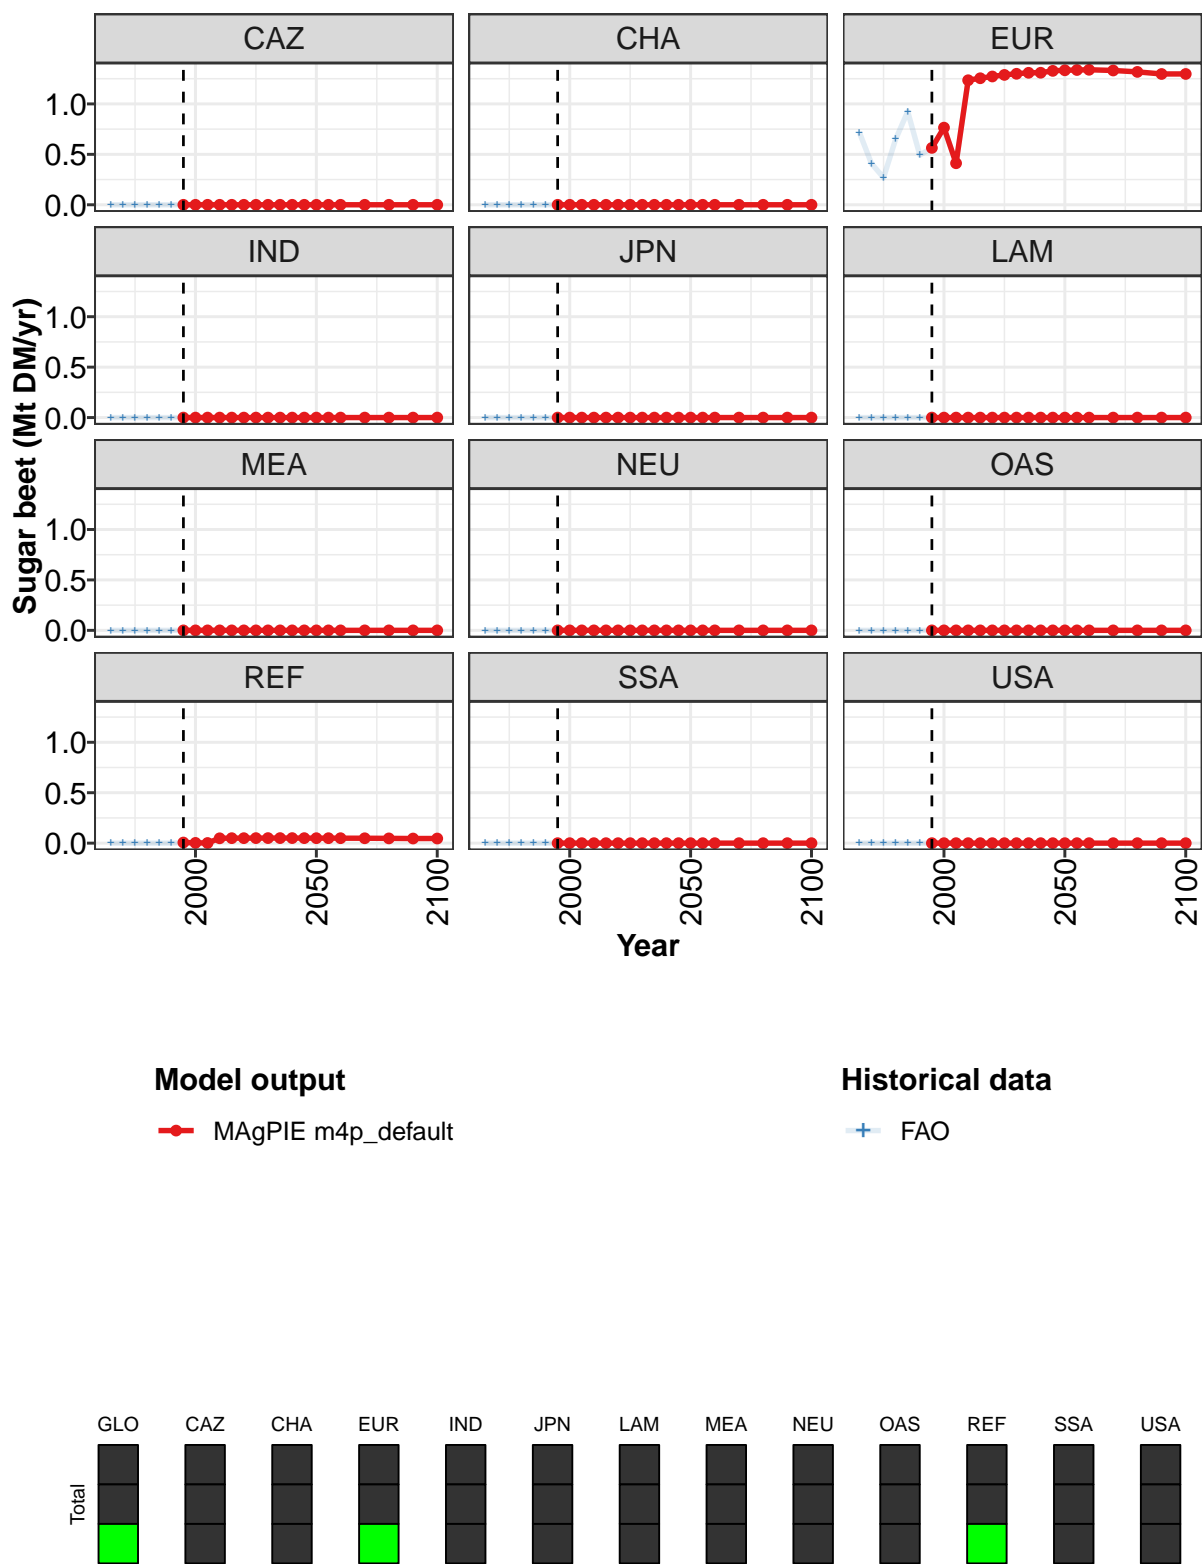 CAZ CHA EUR
1.0
0.5
0.0
IND JPN LAM
1.0
0.5
0.0
MEA NEU OAS
1.0
0.5
0.0
REF SSA USA
1.0
0.5
0.0
Sugar beet (Mt DM/yr)
2000 2050 2100 2000 2050 2100 2000 2050 2100
Year
Model output Historical data
MAgPIE m4p_default FAO
GLO CAZ CHA EUR IND JPN LAM MEA NEU OAS REF SSA USA
Total